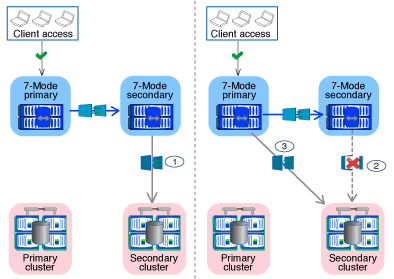 Client access
7-Mode
primary
7-Mode
secondary
1
Primary
cluster
Secondary
cluster
Client access
7-Mode
primary
7-Mode
secondary
3
2
Primary
cluster
Secondary
cluster